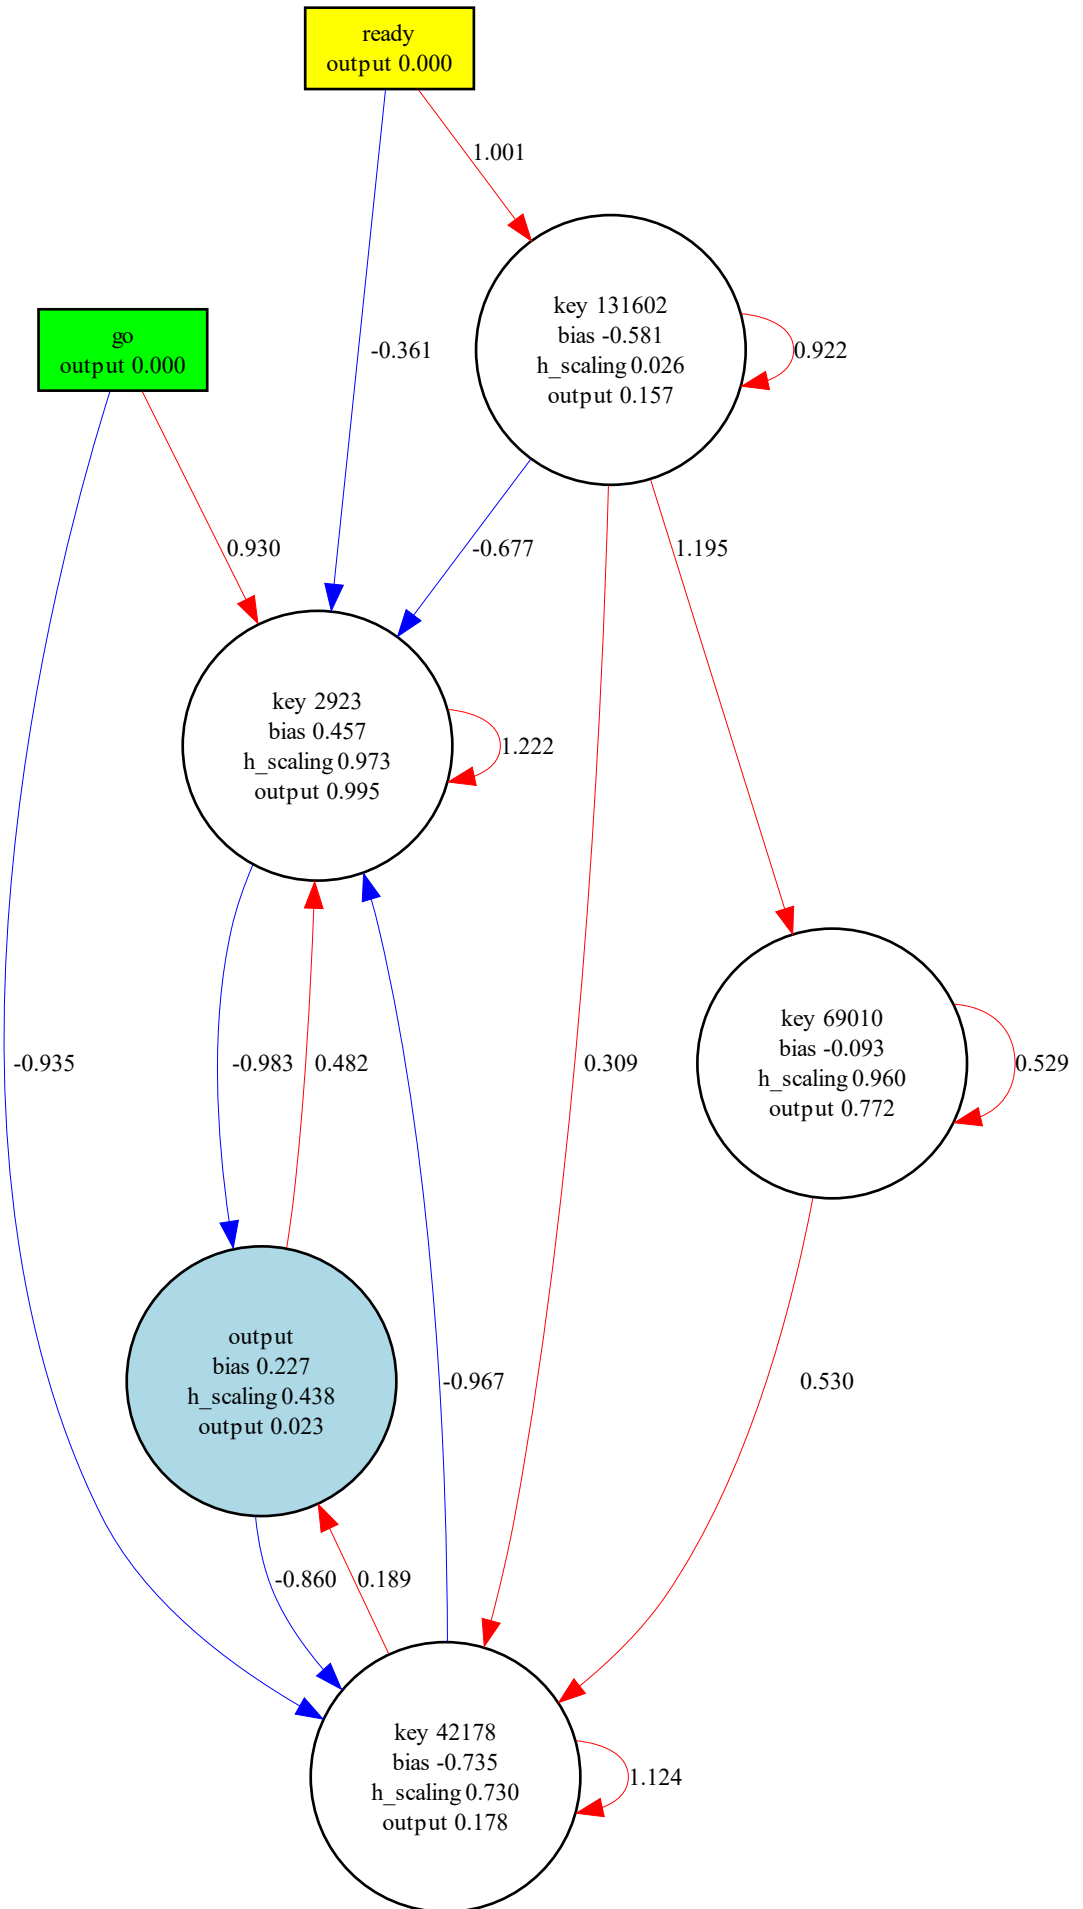 ready
output 0.000
1.001
key 131602
bias -0.581
h_scaling 0.026
output 0.157
0.922
go
output 0.000
-0.361
0.930
-0.677
1.195
key 2923
bias 0.457
h_scaling 0.973
output 0.995
1.222
key 69010
bias -0.093
h_scaling 0.960
output 0.772
0.529
-0.935
-0.983
0.482
0.309
output
bias 0.227
h_scaling 0.438
output 0.023
-0.967
0.530
-0.860
0.189
key 42178
bias -0.735
h_scaling 0.730
output 0.178
1.124